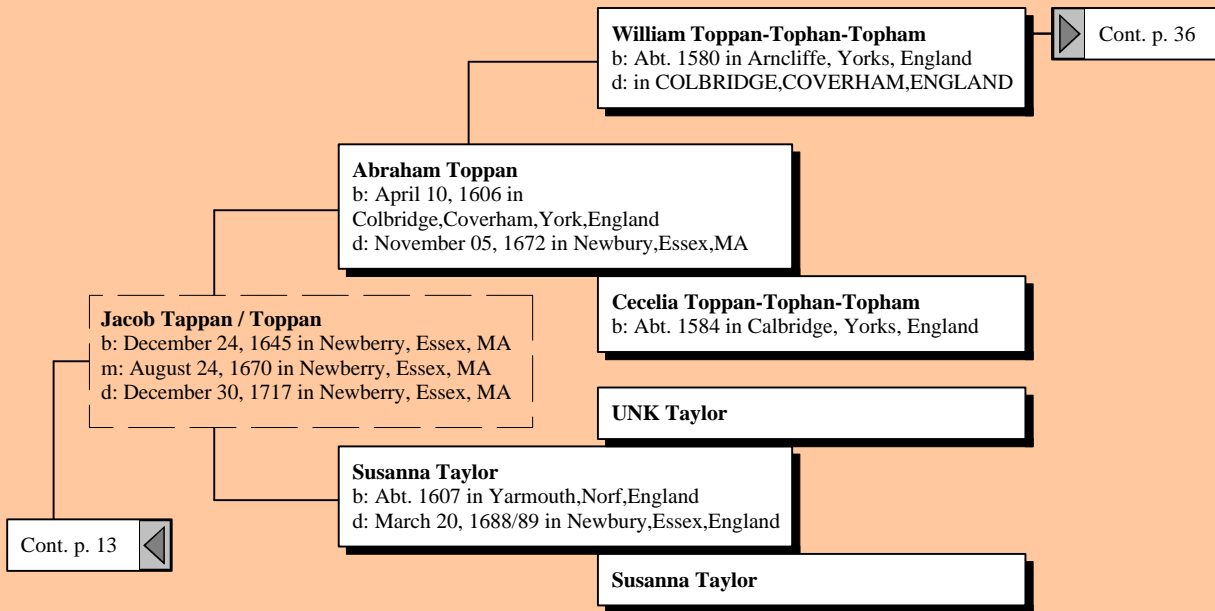 William Toppan-Tophan-Topham
b: Abt. 1580 in Arncliffe, Yorks, England
d: in COLBRIDGE,COVERHAM,ENGLAND
Cont. p. 36
Abraham Toppan
b: April 10, 1606 in
Colbridge,Coverham,York,England
d: November 05, 1672 in Newbury,Essex,MA
Cecelia Toppan-Tophan-Topham
b: Abt. 1584 in Calbridge, Yorks, England
Jacob Tappan / Toppan
b: December 24, 1645 in Newberry, Essex, MA
m: August 24, 1670 in Newberry, Essex, MA
d: December 30, 1717 in Newberry, Essex, MA
UNK Taylor
Susanna Taylor
b: Abt. 1607 in Yarmouth,Norf,England
d: March 20, 1688/89 in Newbury,Essex,England
Cont. p. 13
Susanna Taylor